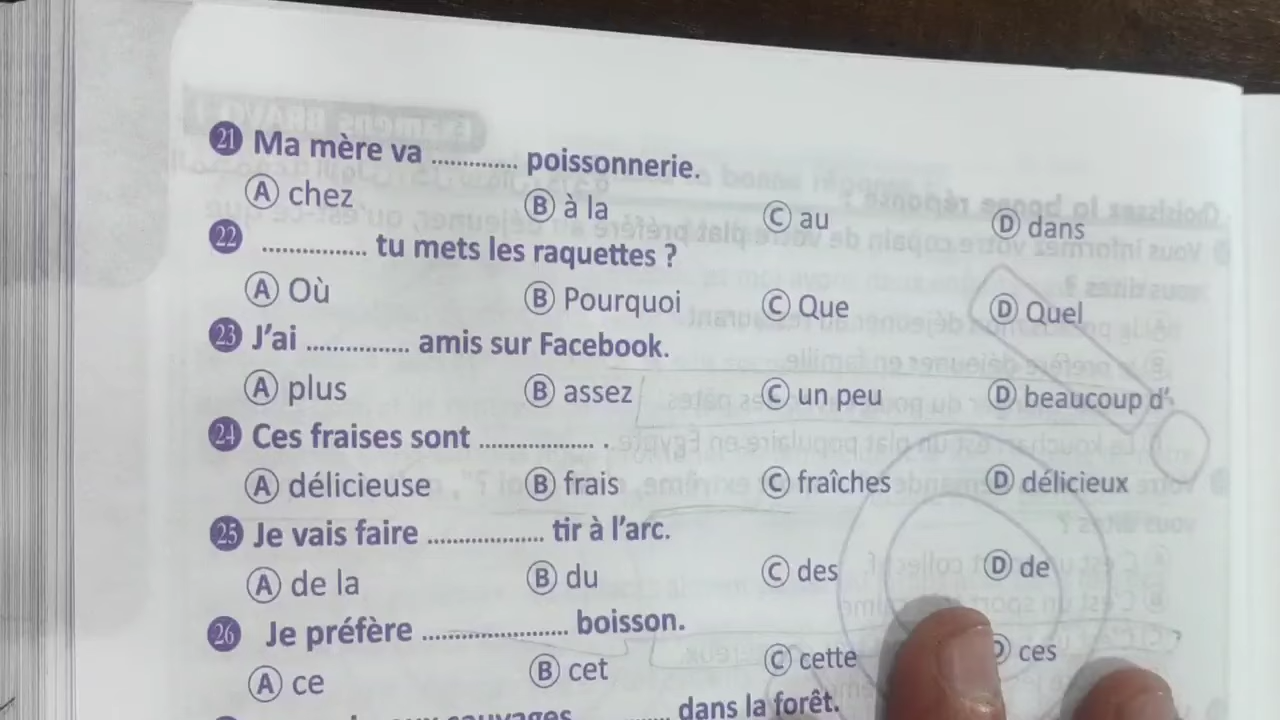 21 Ma mère va .............. poissonnerie.
A chez B à la C au D dans
22 ................ tu mets les raquettes ?
A Où B Pourquoi C Que D Quel
23 J'ai ................ amis sur Facebook.
A plus B assez C un peu D beaucoup d'
24 Ces fraises sont .................. .
A délicieuse B frais C fraîches D délicieux
25 Je vais faire .................. tir à l'arc.
A de la B du C des D de
26 Je préfère ...................... boisson.
A ce B cet C cette D ces
sauvages ............ dans la forêt.